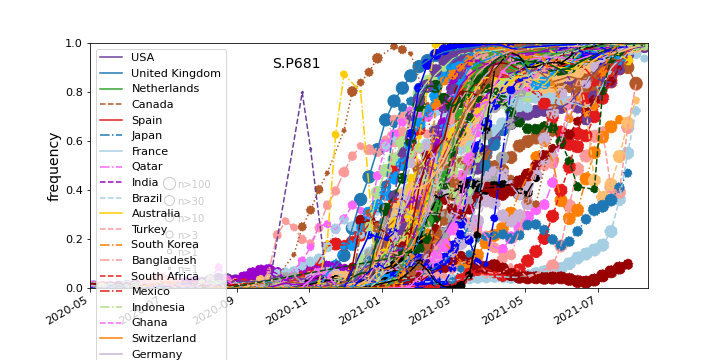 S.P681
frequency
1.0
0.8
0.6
0.4
0.2
0.0
USA
United Kingdom
Netherlands
Canada
Spain
Japan
France
Qatar
India
Brazil
Australia
Turkey
South Korea
Bangladesh
South Africa
Mexico
Indonesia
Ghana
Switzerland
Germany
n>100
n>30
n>10
n>3
n>1
2020-05
2020-09
2020-11
2021-01
2021-03
2021-05
2021-07